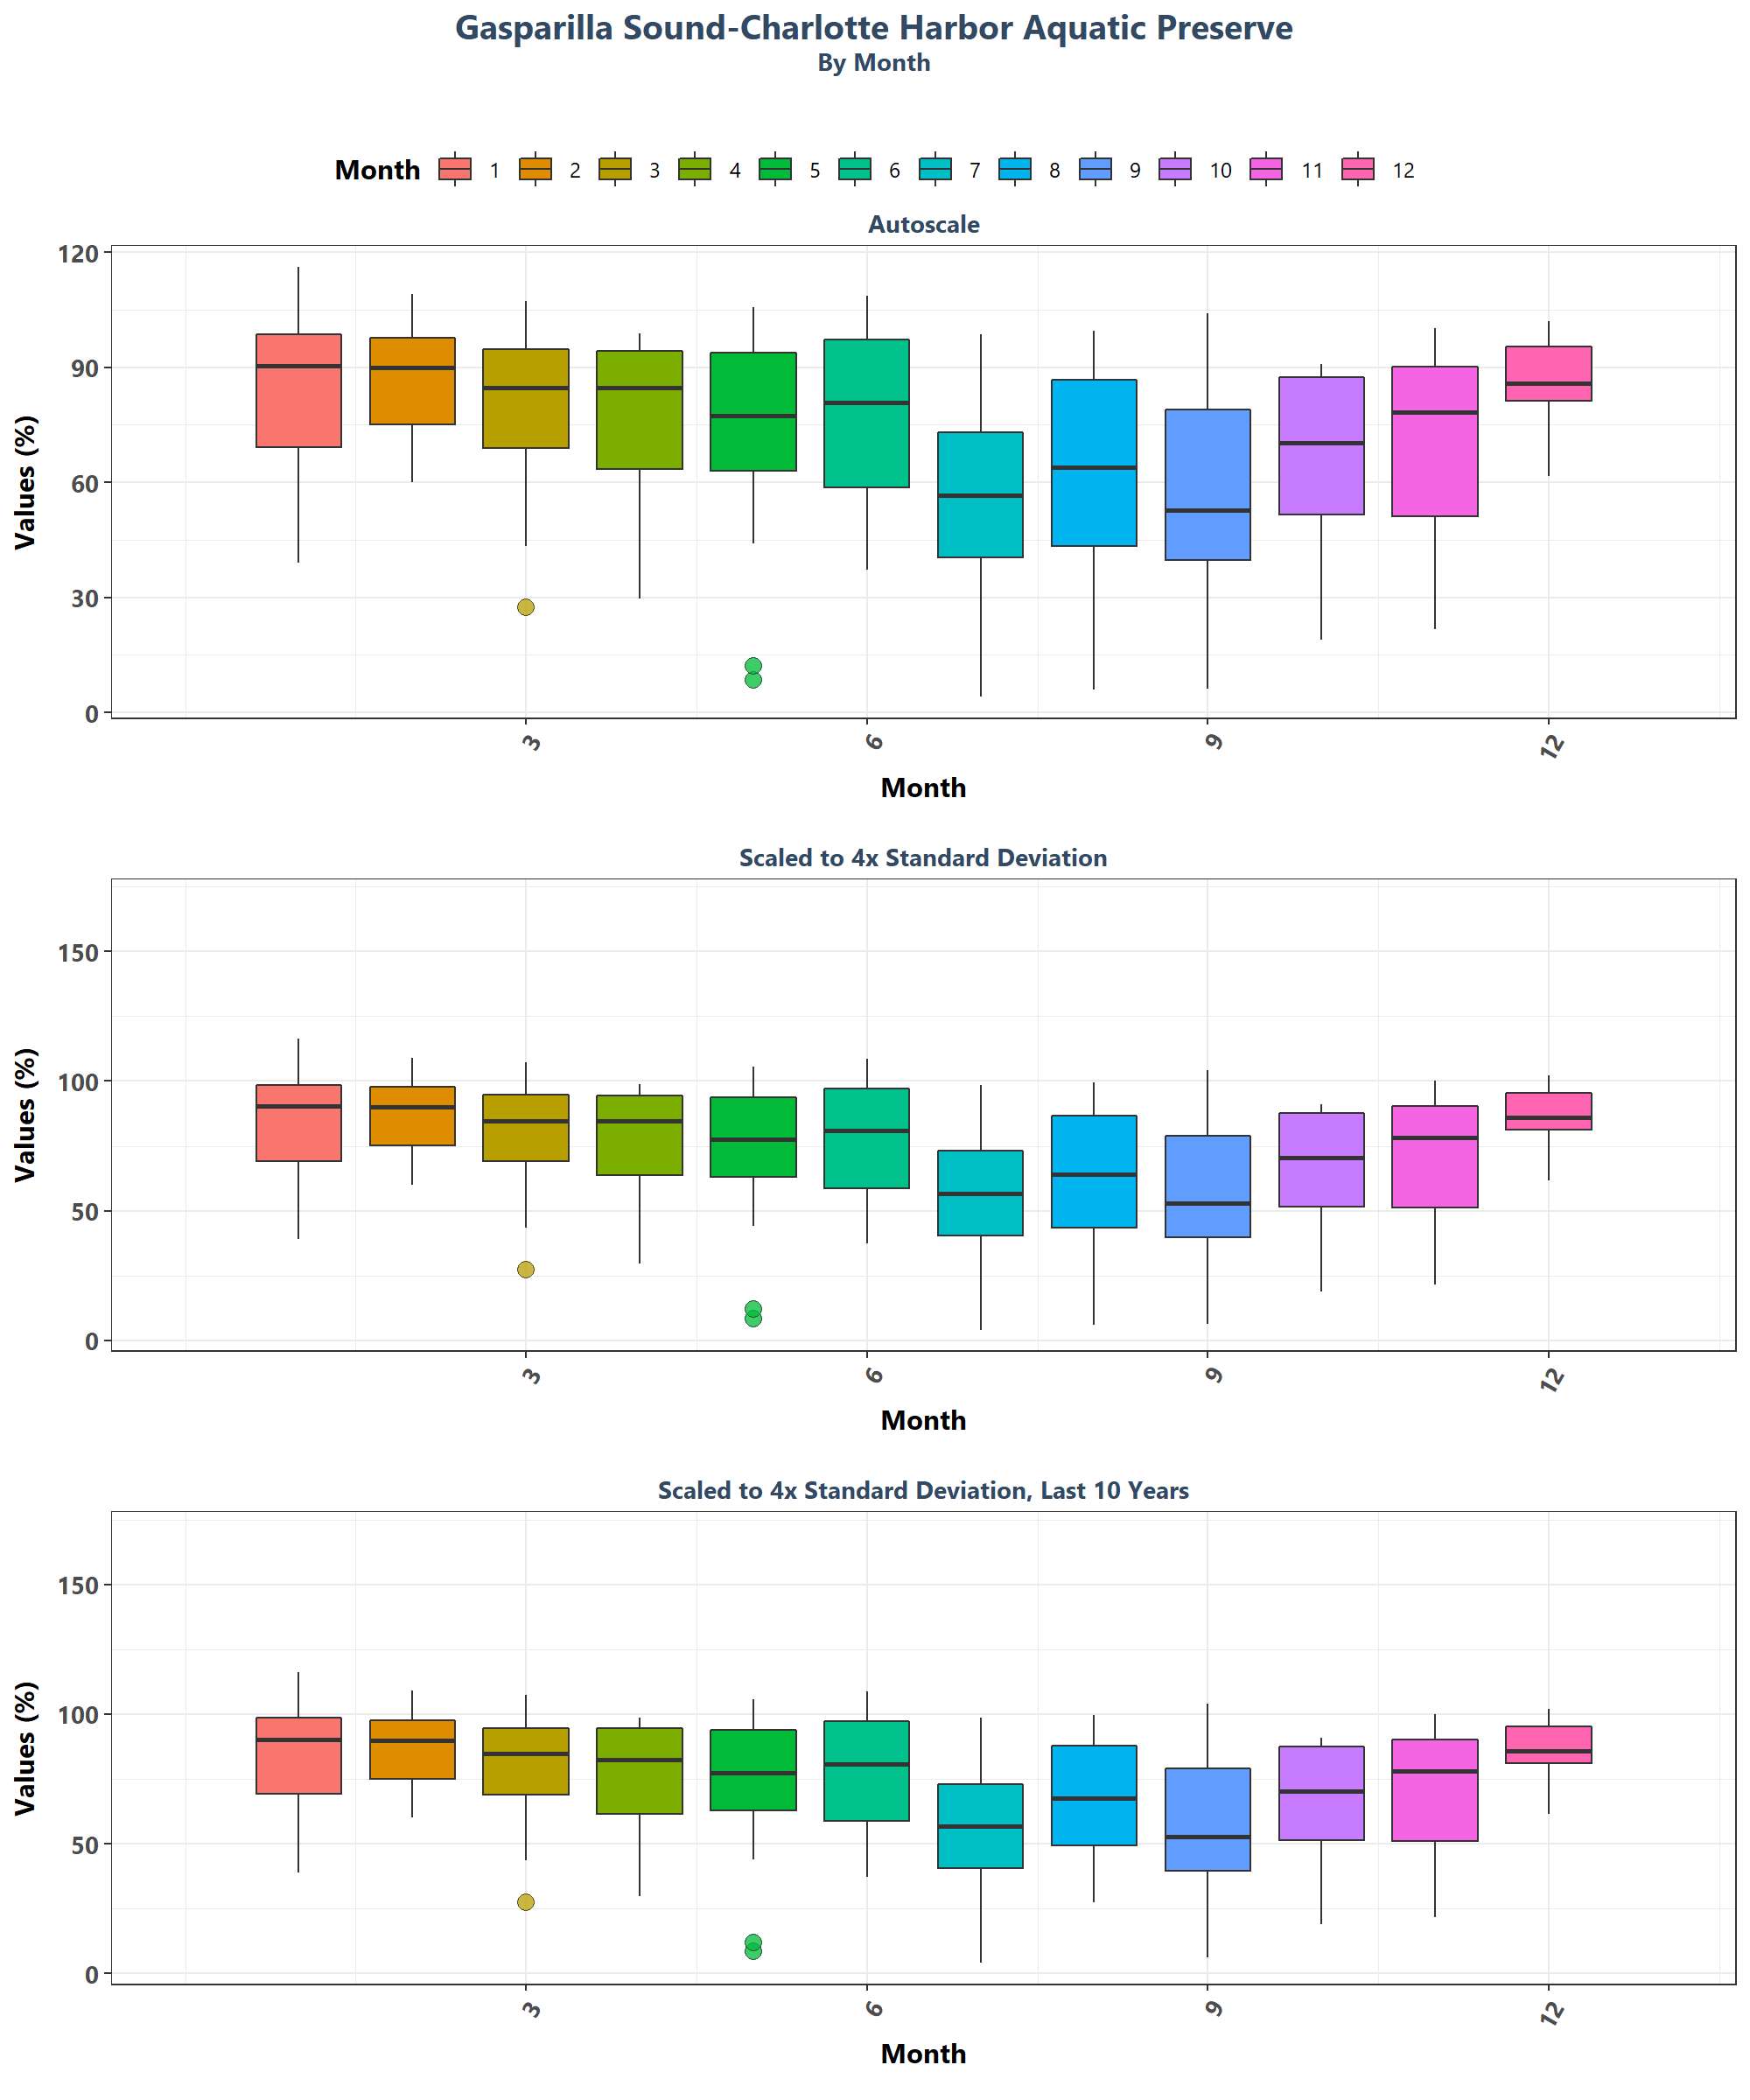 Gasparilla Sound-Charlotte Harbor Aquatic Preserve
By Month
Month 1 2 3 4 5 6 7 8 9 10 11 12
Autoscale
120
90
60
30
0
Values (%)
3 6 9 12
Month
Scaled to 4x Standard Deviation
150
100
50
0
Values (%)
3 6 9 12
Month
Scaled to 4x Standard Deviation, Last 10 Years
150
100
50
0
Values (%)
3 6 9 12
Month